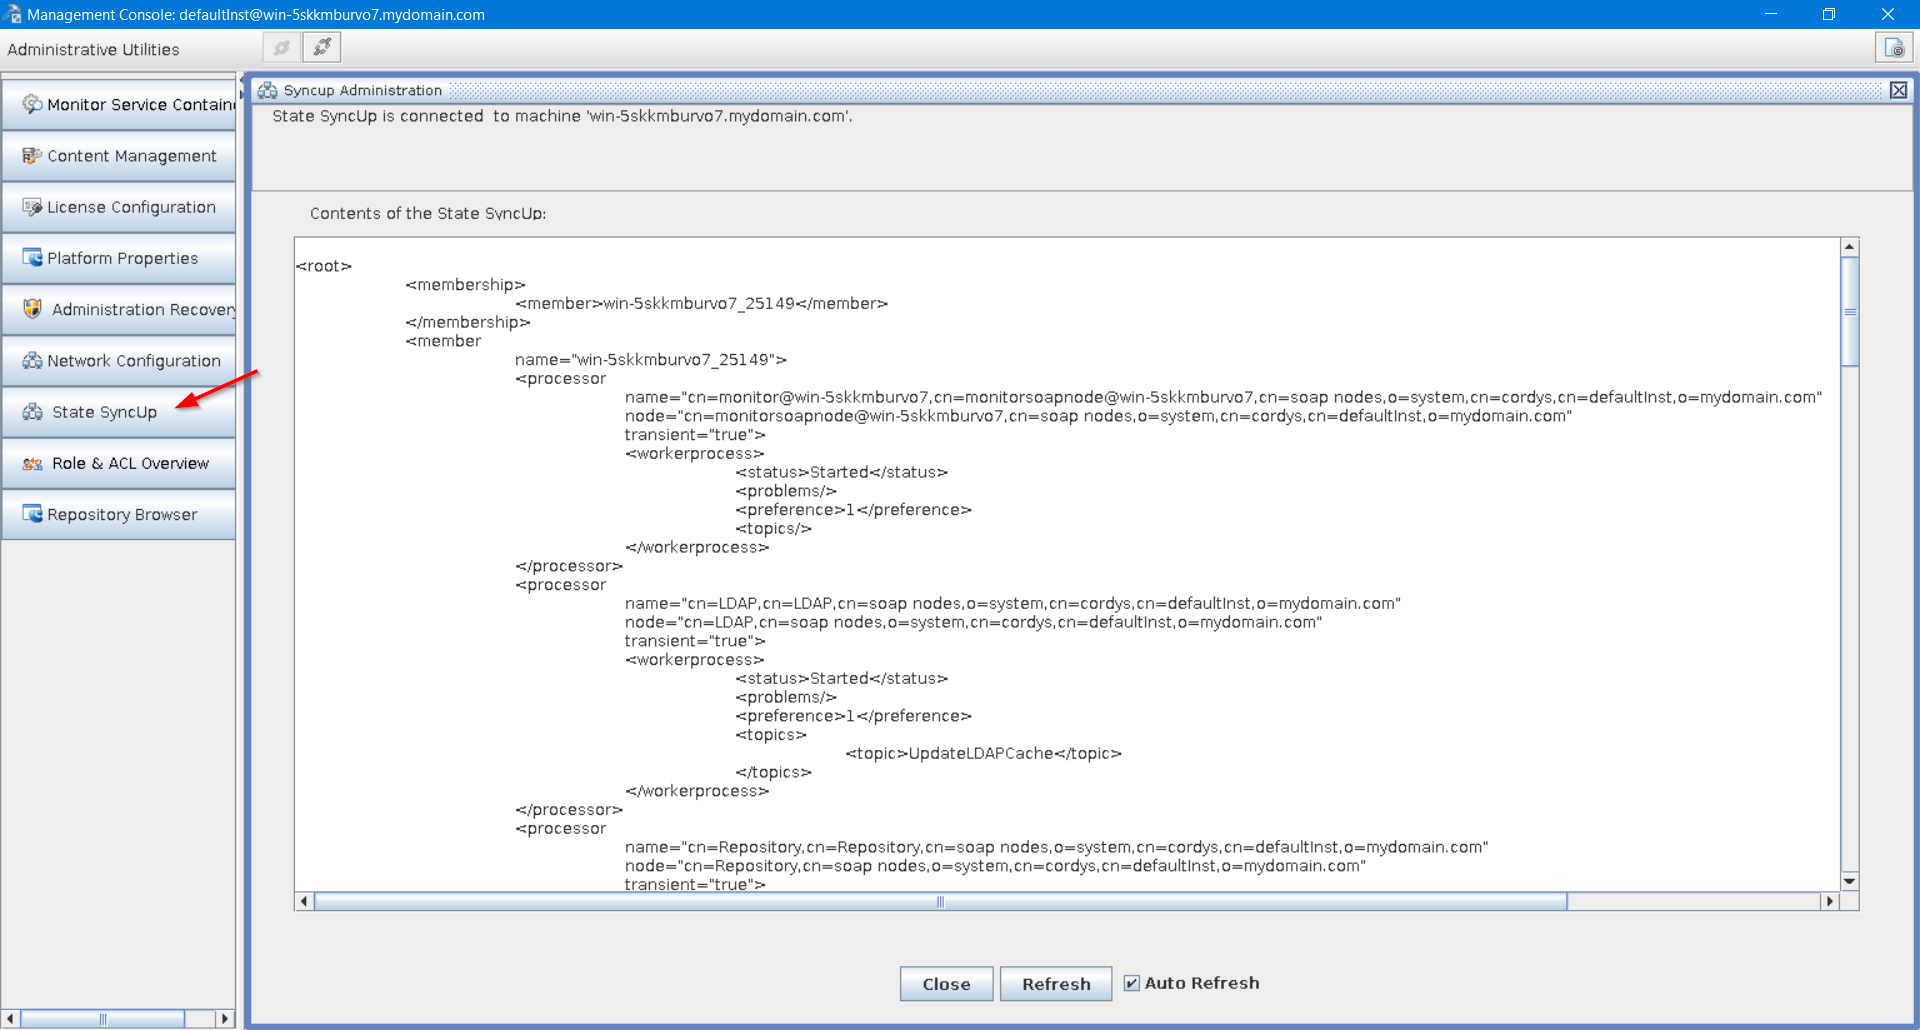 Management Console: defaultInst@win-5skkmburvo7.mydomain.com
Administrative Utilities
Monitor Service Contain
Content Management
License Configuration
Platform Properties
Administration Recovery
Network Configuration
State SyncUp
Role & ACL Overview
Repository Browser
Syncup Administration
State SyncUp is connected to machine 'win-5skkmburvo7.mydomain.com'.
Contents of the State SyncUp:
<root>
<membership>
<member>win-5skkmburvo7_25149</member>
</membership>
<member
name="win-5skkmburvo7_25149">
<processor
name="cn=monitor@win-5skkmburvo7,cn=monitorsoapnode@win-5skkmburvo7,cn=soap nodes,o=system,cn=cordys,cn=defaultInst,o=mydomain.com"
node="cn=monitorsoapnode@win-5skkmburvo7,cn=soap nodes,o=system,cn=cordys,cn=defaultInst,o=mydomain.com"
transient="true">
<workerprocess>
<status>Started</status>
<problems/>
<preference>1</preference>
<topics/>
</workerprocess>
</processor>
<processor
name="cn=LDAP,cn=LDAP,cn=soap nodes,o=system,cn=cordys,cn=defaultInst,o=mydomain.com"
node="cn=LDAP,cn=soap nodes,o=system,cn=cordys,cn=defaultInst,o=mydomain.com"
transient="true">
<workerprocess>
<status>Started</status>
<problems/>
<preference>1</preference>
<topics>
<topic>UpdateLDAPCache</topic>
</topics>
</workerprocess>
</processor>
<processor
name="cn=Repository,cn=Repository,cn=soap nodes,o=system,cn=cordys,cn=defaultInst,o=mydomain.com"
node="cn=Repository,cn=soap nodes,o=system,cn=cordys,cn=defaultInst,o=mydomain.com"
transient="true">
Close
Refresh
Auto Refresh